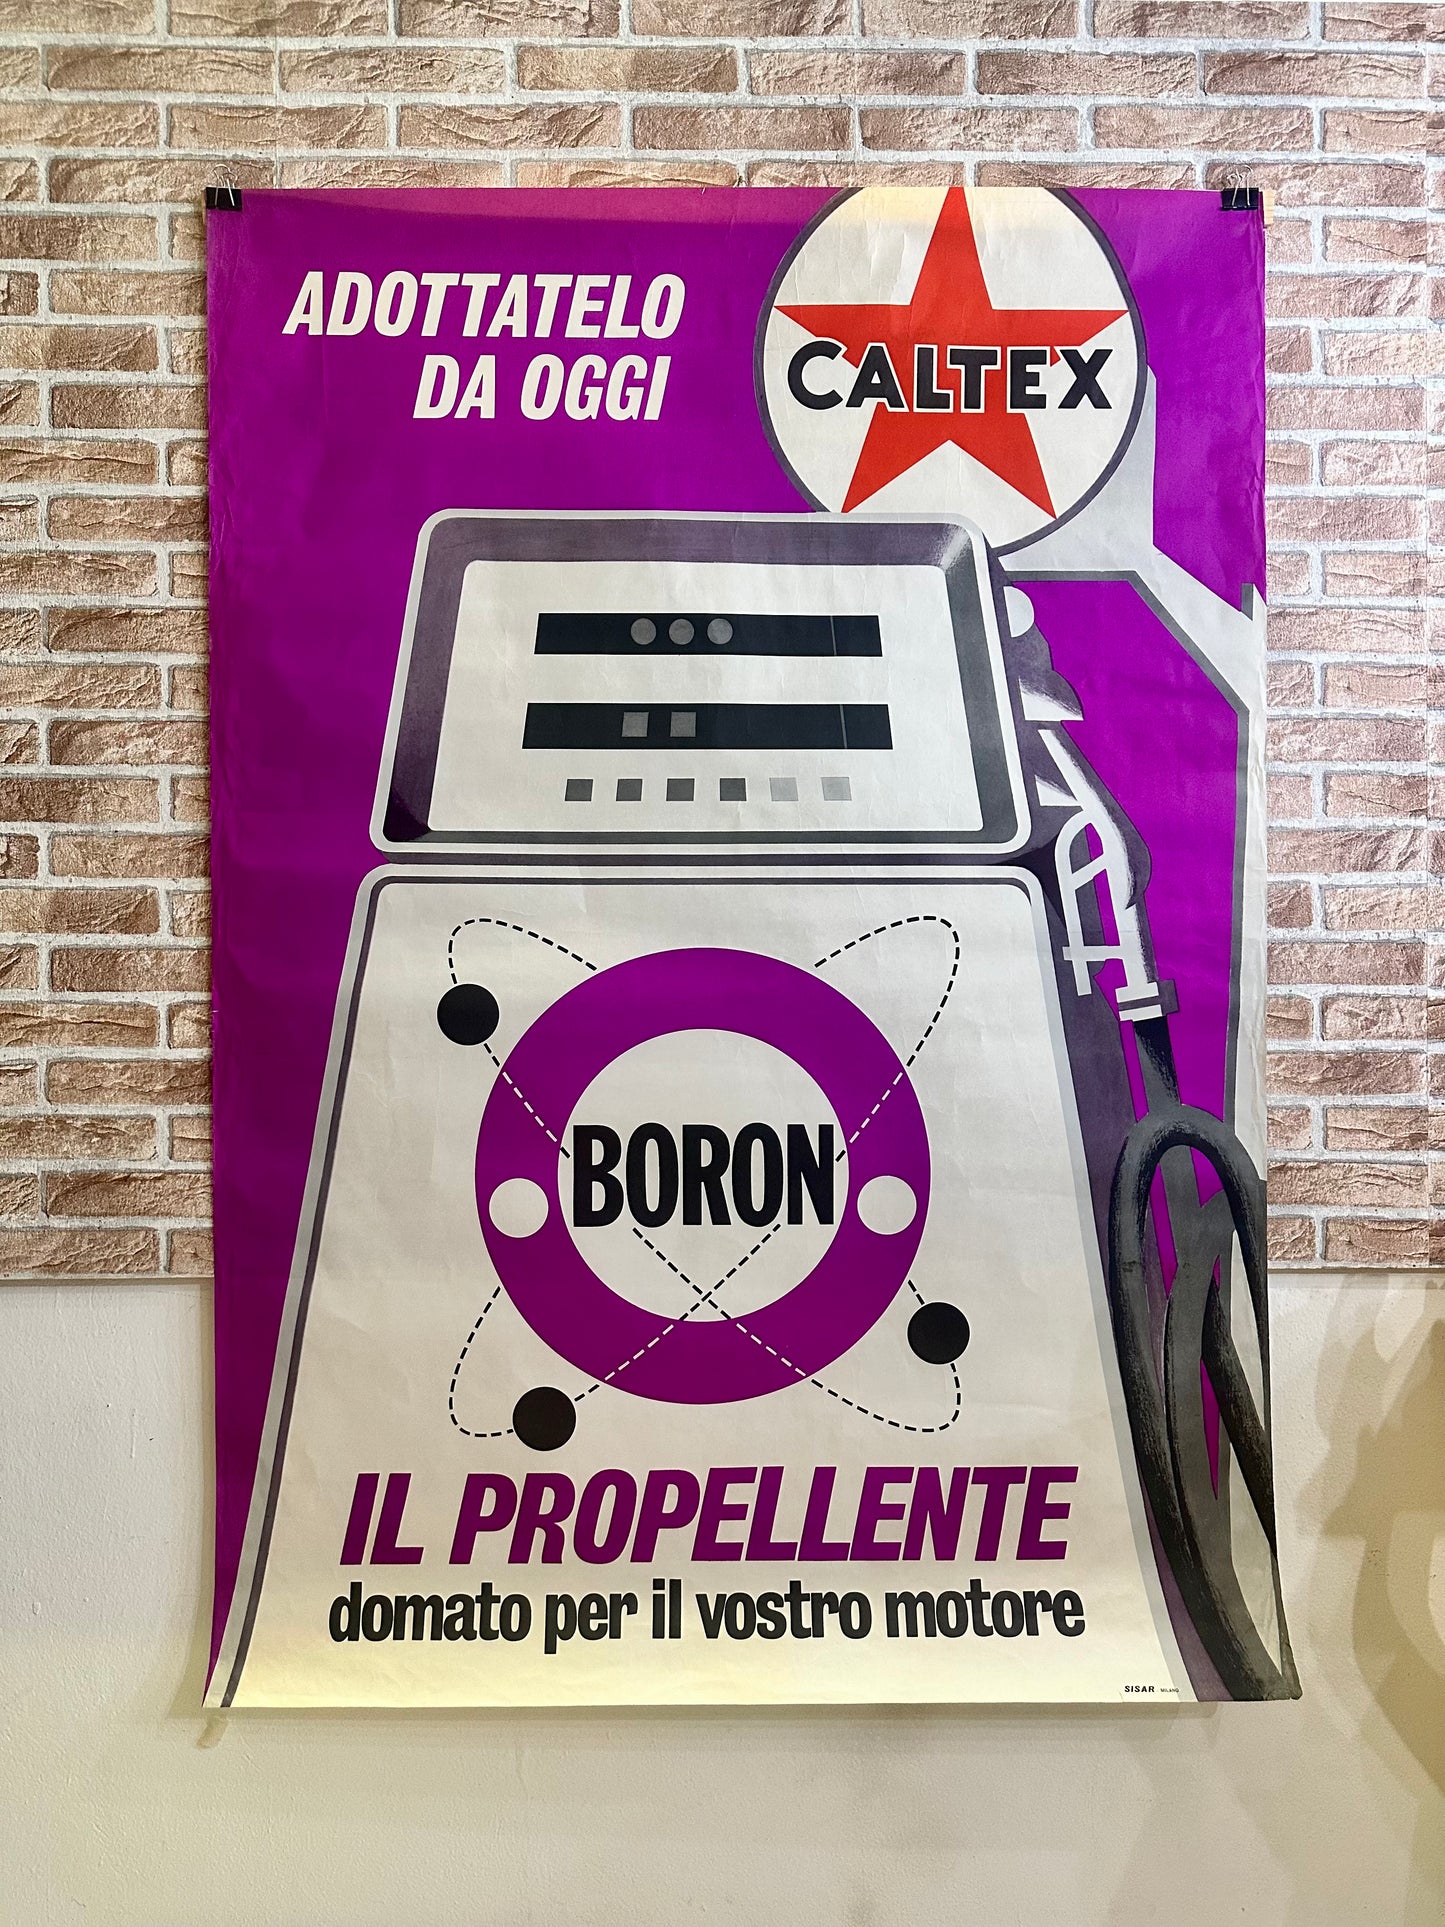 ADOTTATELO
DA OGGI
CALTEX
BORON
IL PROPELLENTE
domato per il vostro motore
SISAR MILANO